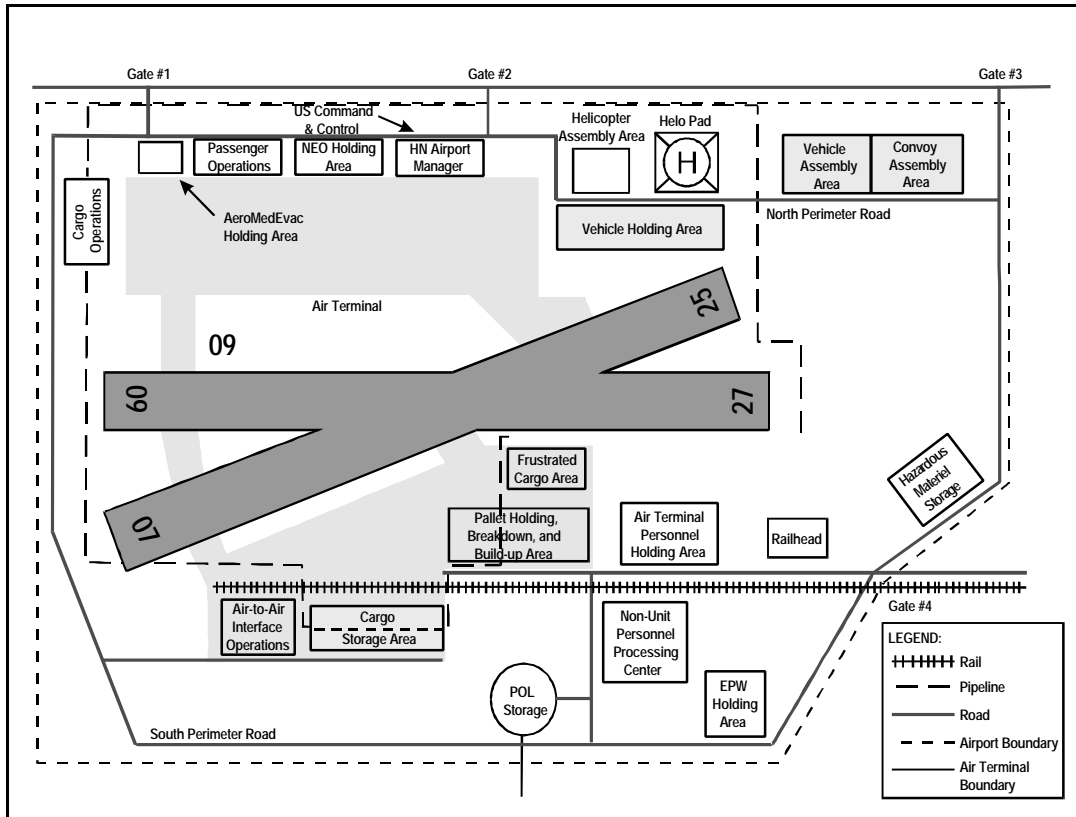 Gate #1
Gate #2
Gate #3
US Command
& Control
Helicopter
Assembly Area
Helo Pad
H
Passenger
Operations
NEO Holding
Area
HN Airport
Manager
Vehicle
Assembly
Area
Convoy
Assembly
Area
Cargo
Operations
AeroMedEvac
Holding Area
North Perimeter Road
Vehicle Holding Area
Air Terminal
25
09
09
27
07
Frustrated
Cargo Area
Hazardous
Materiel
Storage
Pallet Holding,
Breakdown, and
Build-up Area
Air Terminal
Personnel
Holding Area
Railhead
Air-to-Air
Interface
Operations
Cargo
Storage Area
Non-Unit
Personnel
Processing
Center
Gate #4
POL
Storage
EPW
Holding
Area
South Perimeter Road
LEGEND:
Rail
Pipeline
Road
Airport Boundary
Air Terminal
Boundary